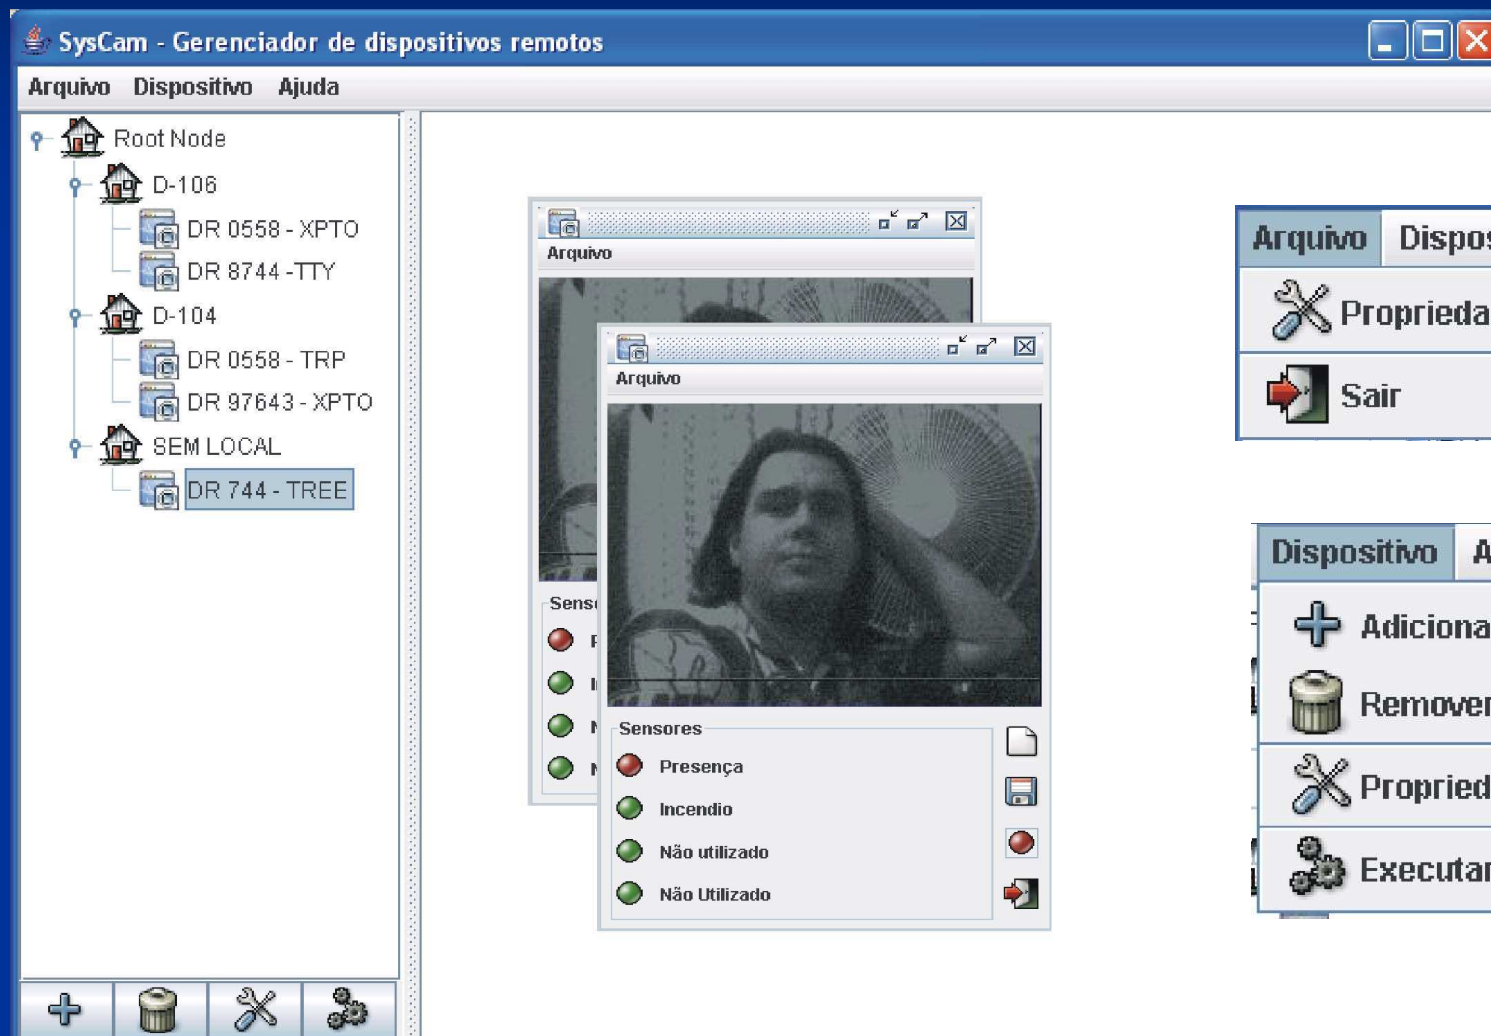 SysCam - Gerenciador de dispositivos remotos
Arquivo Dispositivo Ajuda
Root Node
D-106
DR 0558 - XPTO
DR 8744 -TTY
D-104
DR 0558 - TRP
DR 97643 - XPTO
SEM LOCAL
DR 744 - TREE
Arquivo
Arquivo
Sensores
Presença
Incendio
Não utilizado
Não Utilizado
Arquivo
Sair
Dispositivo
Remover
Executar